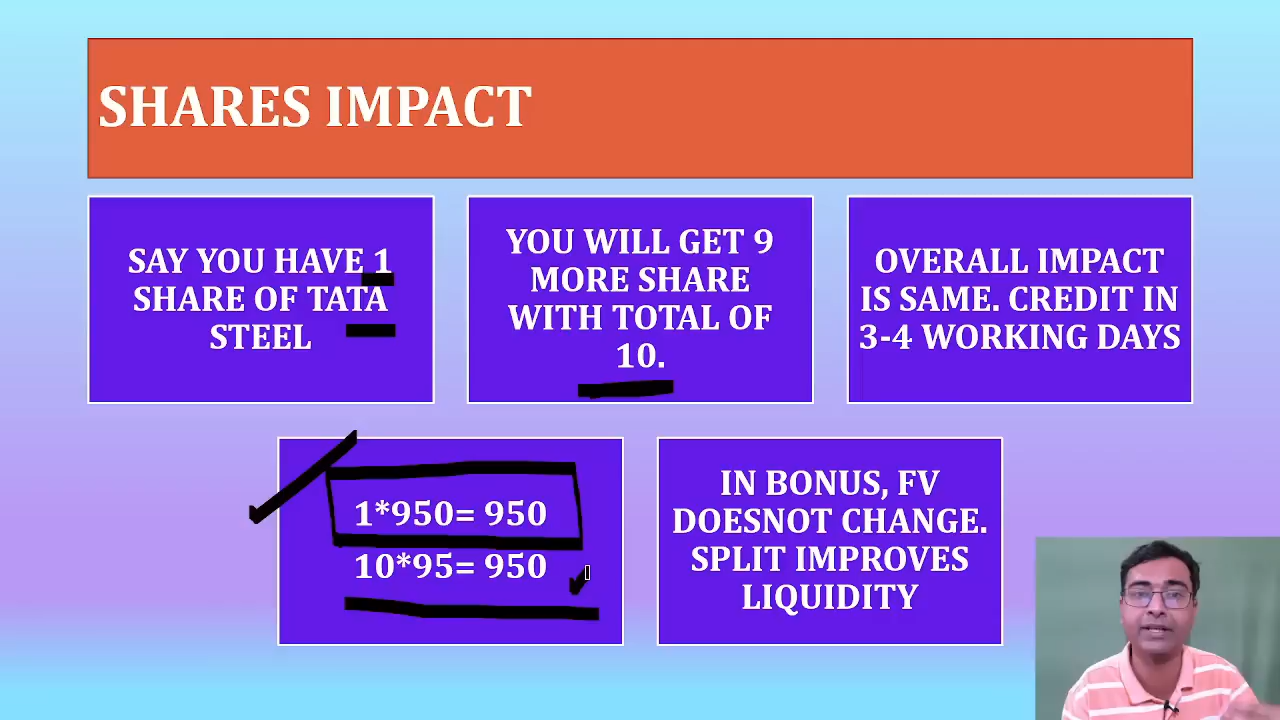 SHARES IMPACT
SAY YOU HAVE 1
SHARE OF TATA
STEEL
YOU WILL GET 9
MORE SHARE
WITH TOTAL OF
10.
OVERALL IMPACT
IS SAME. CREDIT IN
3-4 WORKING DAYS
1*950= 950
10*95= 950
IN BONUS, FV
DOESNOT CHANGE.
SPLIT IMPROVES
LIQUIDITY